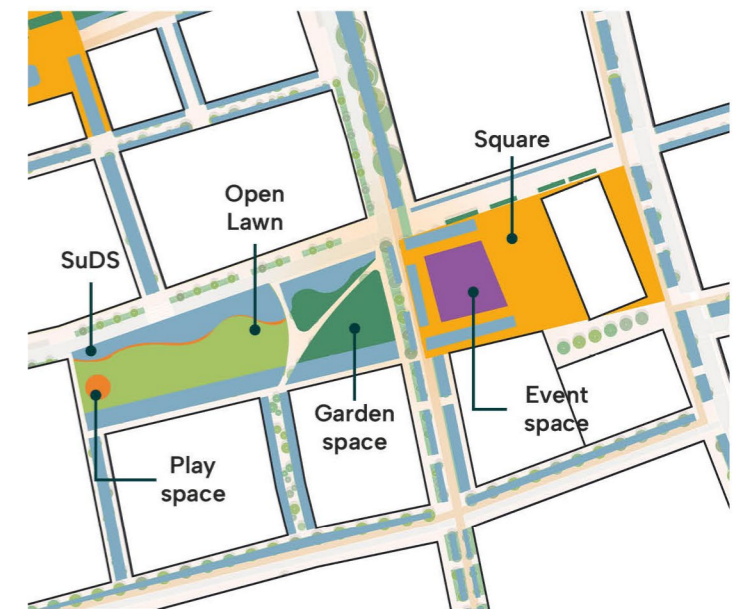 Square
Open
Lawn
SuDS
Garden
space
Event
space
Play
space